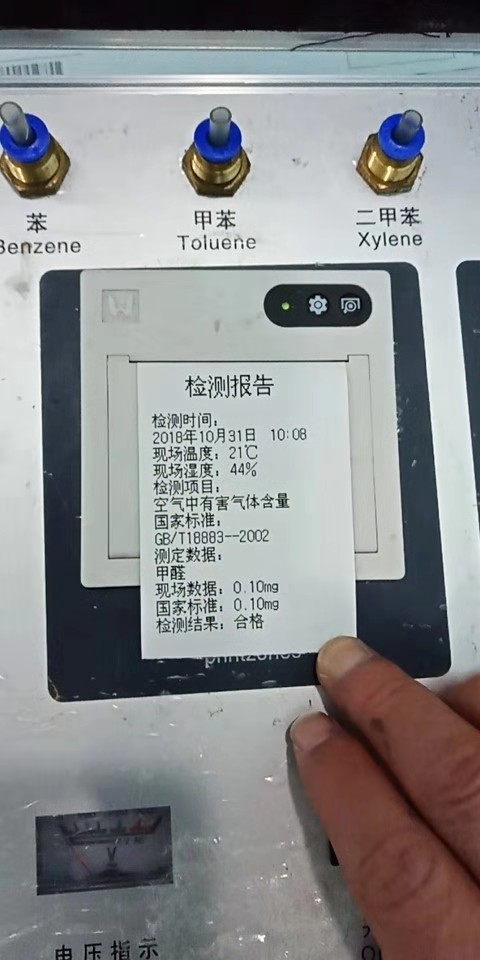 苯
Benzene
甲苯
Toluene
二甲苯
Xylene
检测报告
检测时间:
2018年10月31日 10:08
现场温度: 21℃
现场湿度: 44%
检测项目:
空气中有害气体含量
国家标准:
GB/T18883--2002
测定数据:
甲醛
现场数据: 0.10mg
国家标准: 0.10mg
检测结果: 合格
V
电压指示